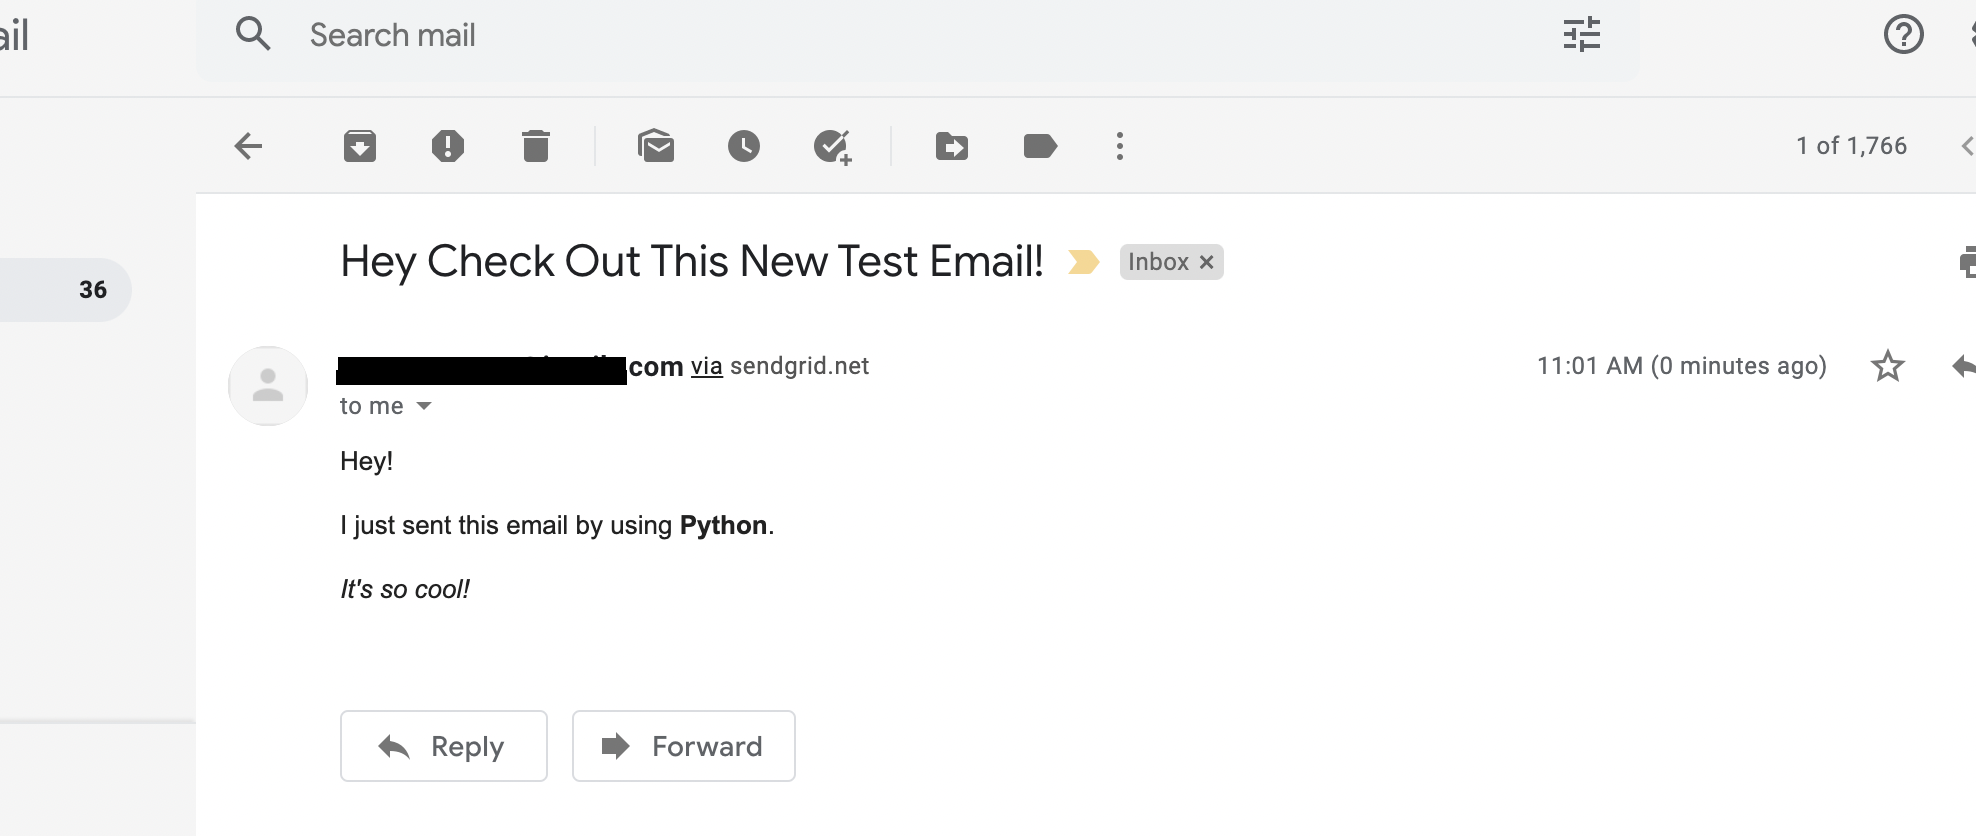 ail
Search mail
1 of 1,766
Hey Check Out This New Test Email!
Inbox ×
36
.com via sendgrid.net
11:01 AM (0 minutes ago)
to me
Hey!
I just sent this email by using Python.
It's so cool!
Reply
Forward